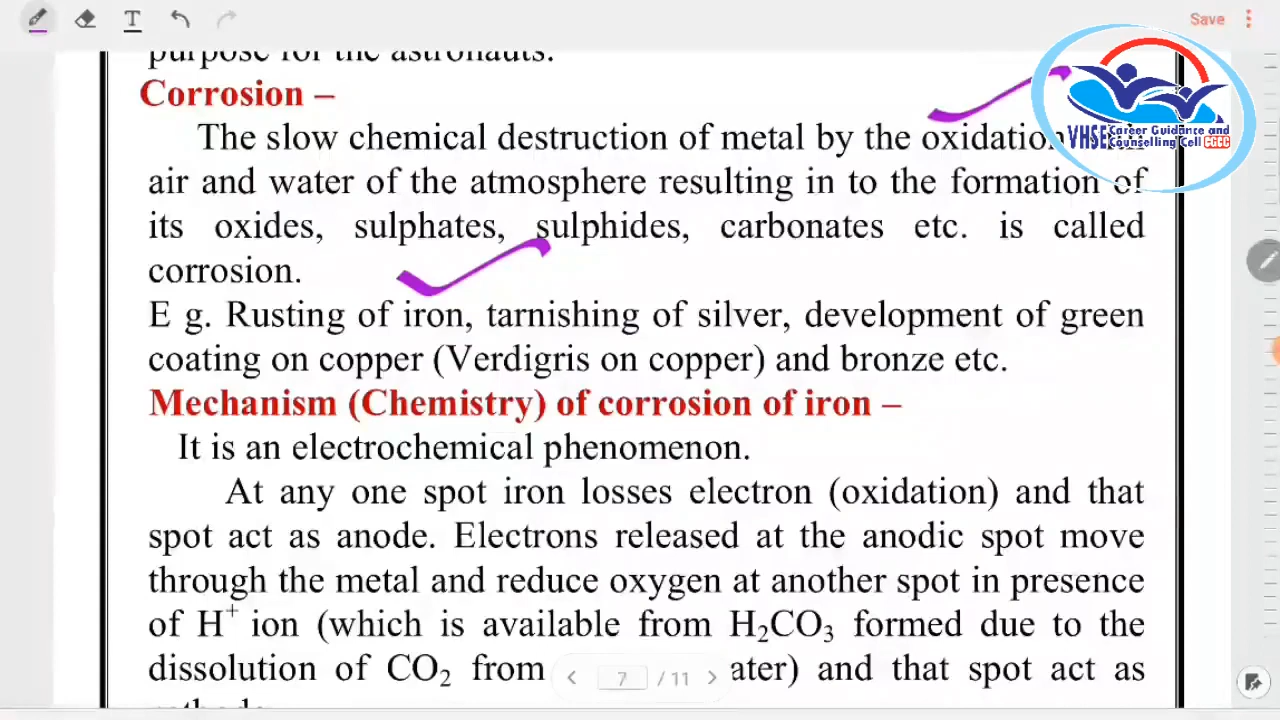 T
Save
purpose for the astronauts.
Corrosion –
The slow chemical destruction of metal by the oxidation
air and water of the atmosphere resulting in to the formation of
its oxides, sulphates, sulphides, carbonates etc. is called
corrosion.
E g. Rusting of iron, tarnishing of silver, development of green
coating on copper (Verdigris on copper) and bronze etc.
Mechanism (Chemistry) of corrosion of iron –
It is an electrochemical phenomenon.
At any one spot iron losses electron (oxidation) and that
spot act as anode. Electrons released at the anodic spot move
through the metal and reduce oxygen at another spot in presence
of H⁺ ion (which is available from H₂CO₃ formed due to the
dissolution of CO₂ from ater) and that spot act as
VHSE Career Guidance and
Counselling Cell CGCC
< 7 / 11 >